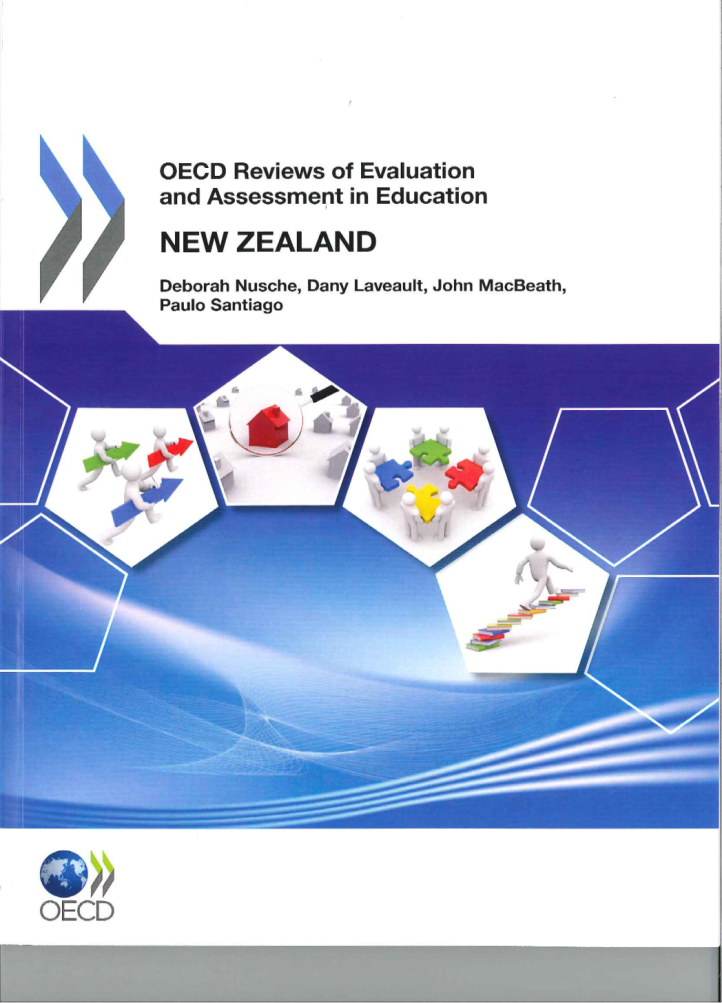 OECD Reviews of Evaluation
and Assessment in Education
NEW ZEALAND
Deborah Nusche, Dany Laveault, John MacBeath,
Paulo Santiago
OECD